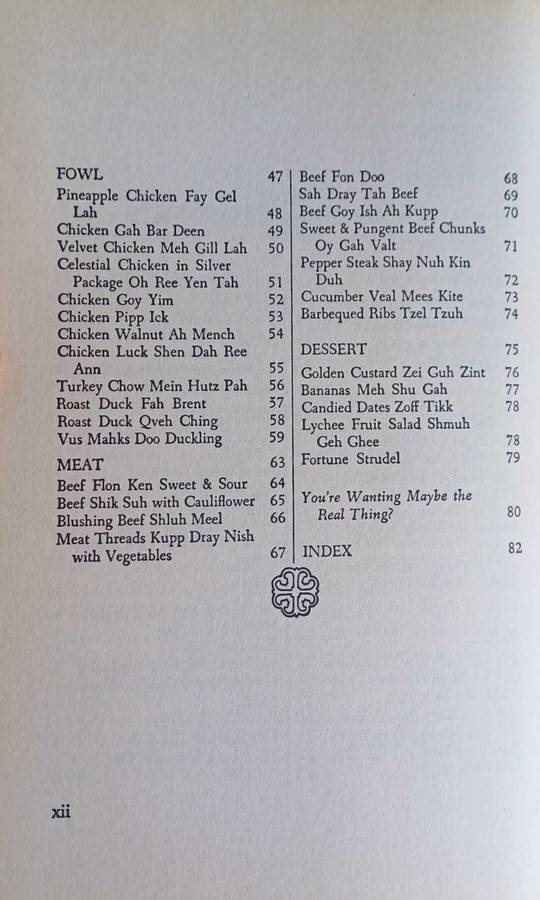 FOWL 47
Pineapple Chicken Fay Gel
Lah 48
Chicken Gah Bar Deen 49
Velvet Chicken Meh Gill Lah 50
Celestial Chicken in Silver
Package Oh Ree Yen Tah 51
Chicken Goy Yim 52
Chicken Pipp Ick 53
Chicken Walnut Ah Mench 54
Chicken Luck Shen Dah Ree
Ann 55
Turkey Chow Mein Hutz Pah 56
Roast Duck Fah Brent 57
Roast Duck Qveh Ching 58
Vus Mahks Doo Duckling 59
MEAT 63
Beef Flon Ken Sweet & Sour 64
Beef Shik Suh with Cauliflower 65
Blushing Beef Shluh Meel 66
Meat Threads Kupp Dray Nish
with Vegetables 67
Beef Fon Doo 68
Sah Dray Tah Beef 69
Beef Goy Ish Ah Kupp 70
Sweet & Pungent Beef Chunks
Oy Gah Valt 71
Pepper Steak Shay Nuh Kin
Duh 72
Cucumber Veal Mees Kite 73
Barbequed Ribs Tzel Tzuh 74
DESSERT 75
Golden Custard Zei Guh Zint 76
Bananas Meh Shu Gah 77
Candied Dates Zoff Tikk 78
Lychee Fruit Salad Shmuh
Geh Ghee 78
Fortune Strudel 79
You're Wanting Maybe the
Real Thing? 80
INDEX 82
xii